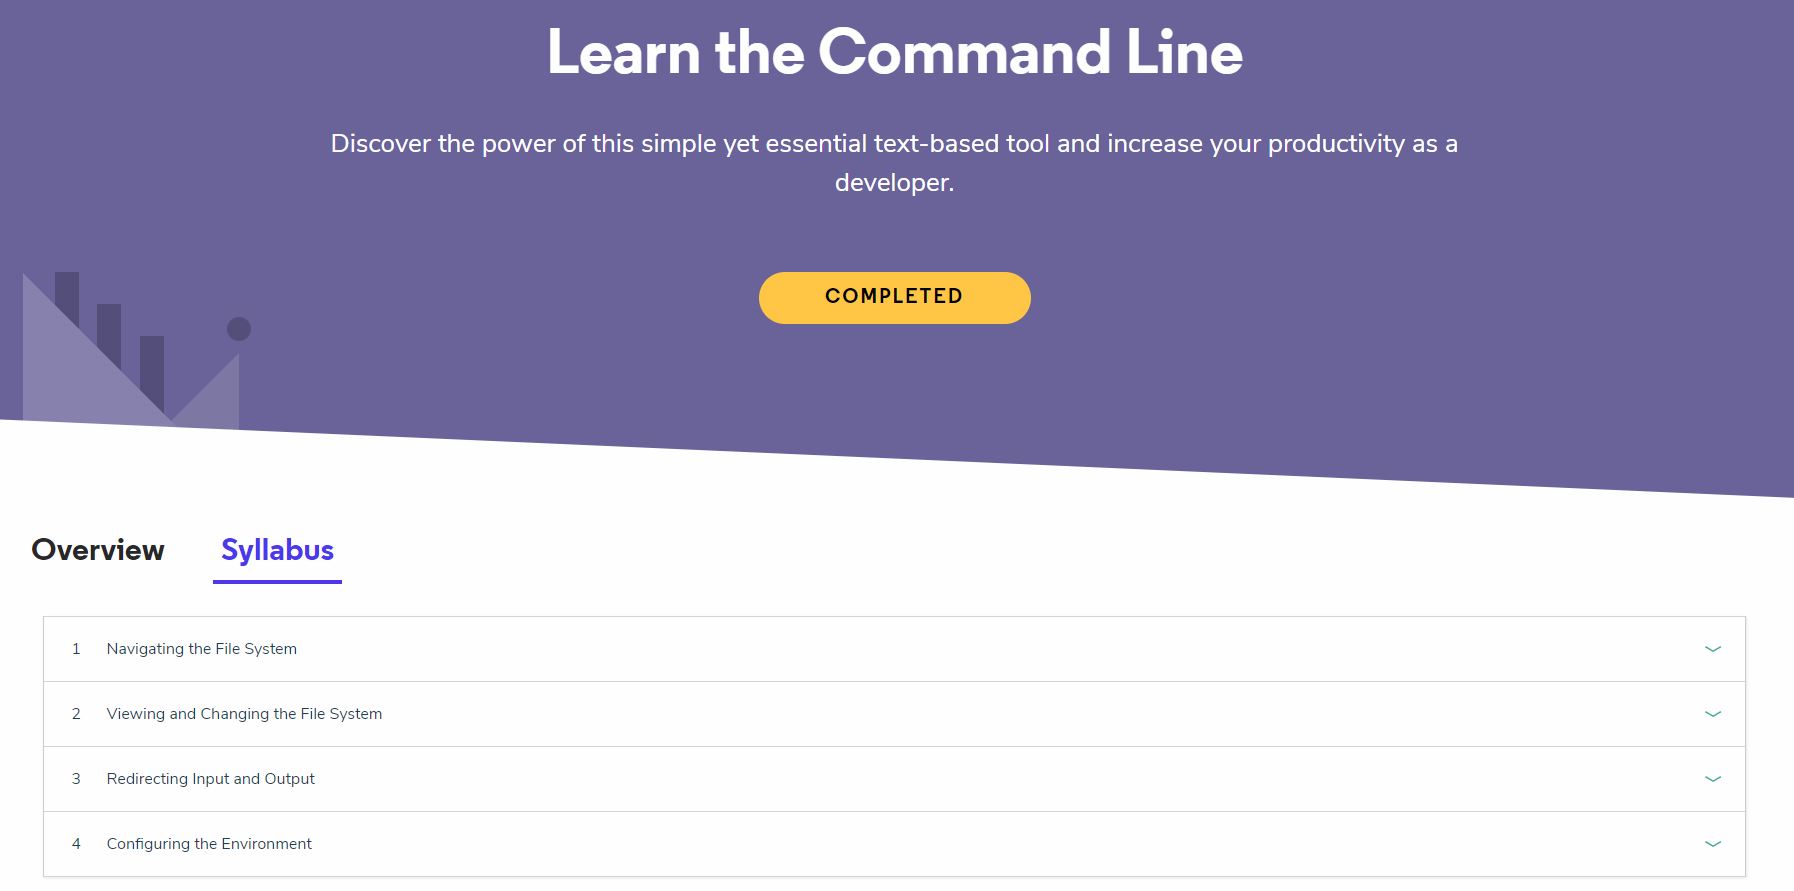 Learn the Command Line
Discover the power of this simple yet essential text-based tool and increase your productivity as a
developer.
COMPLETED
Overview Syllabus
1 Navigating the File System
2 Viewing and Changing the File System
3 Redirecting Input and Output
4 Configuring the Environment